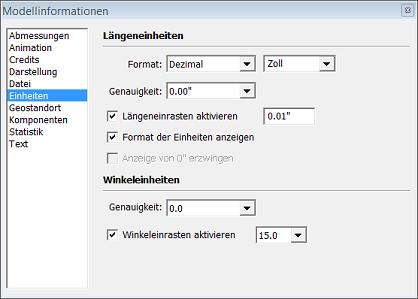 Modellinformationen
Abmessungen
Animation
Credits
Darstellung
Datei
Einheiten
Geostandort
Komponenten
Statistik
Text
Längeneinheiten
Format: Dezimal Zoll
Genauigkeit: 0.00"
Längeneinrasten aktivieren 0.01"
Format der Einheiten anzeigen
Anzeige von 0" erzwingen
Winkeleinheiten
Genauigkeit: 0.0
Winkeleinrasten aktivieren 15.0